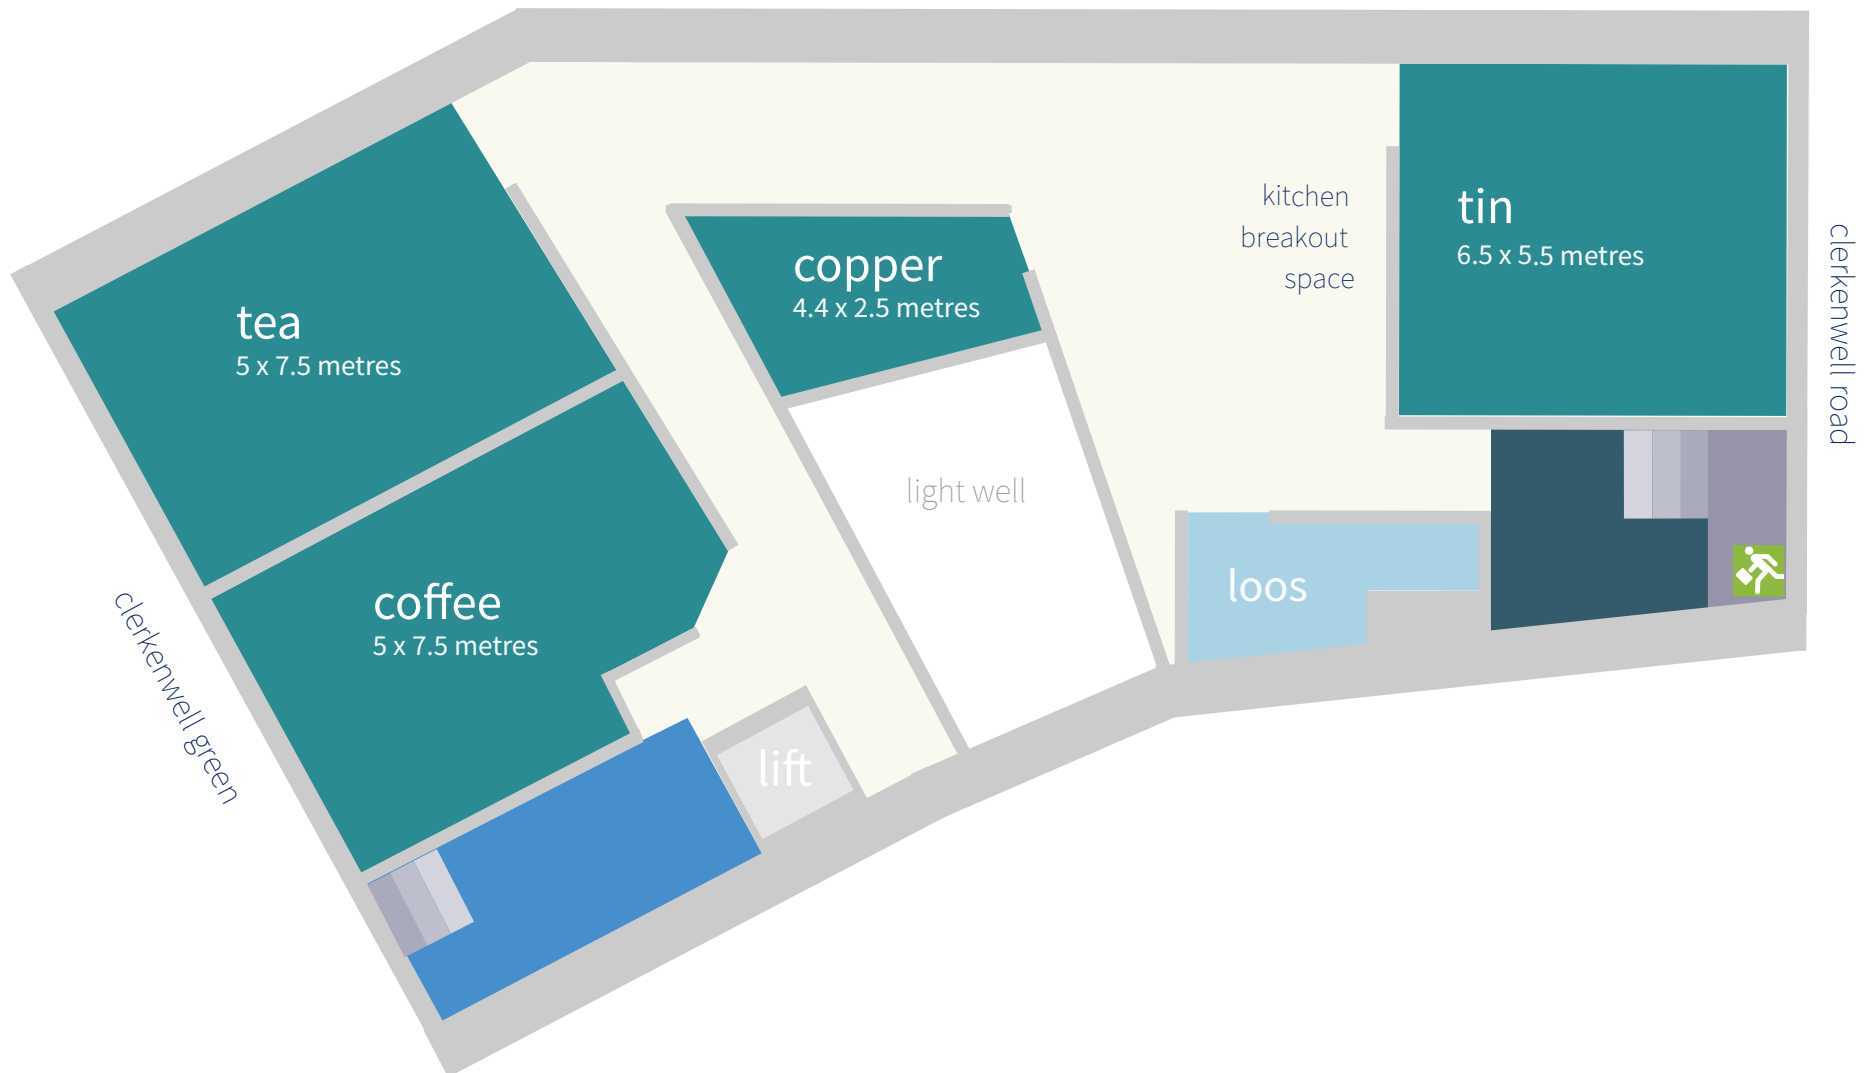 tea
5 x 7.5 metres
coffee
5 x 7.5 metres
copper
4.4 x 2.5 metres
light well
kitchen
breakout
space
tin
6.5 x 5.5 metres
loos
lift
clerkenwell green
clerkenwell road